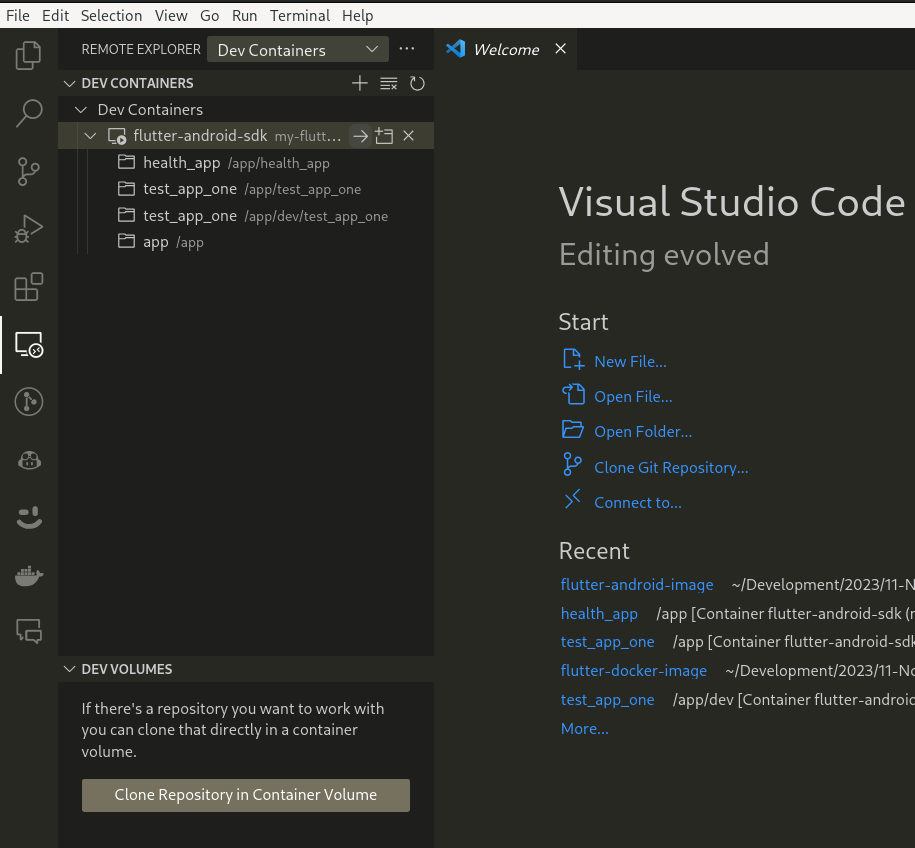 File Edit Selection View Go Run Terminal Help
REMOTE EXPLORER Dev Containers ···
Welcome
DEV CONTAINERS
Dev Containers
flutter-android-sdk my-flutt...
health_app /app/health_app
test_app_one /app/test_app_one
test_app_one /app/dev/test_app_one
app /app
DEV VOLUMES
If there's a repository you want to work with
you can clone that directly in a container
volume.
Clone Repository in Container Volume
Visual Studio Code
Editing evolved
Start
New File...
Open File...
Open Folder...
Clone Git Repository...
Connect to...
Recent
flutter-android-image ~/Development/2023/11-N
health_app /app [Container flutter-android-sdk (
test_app_one /app [Container flutter-android-sdk
flutter-docker-image ~/Development/2023/11-No
test_app_one /app/dev [Container flutter-android
More...